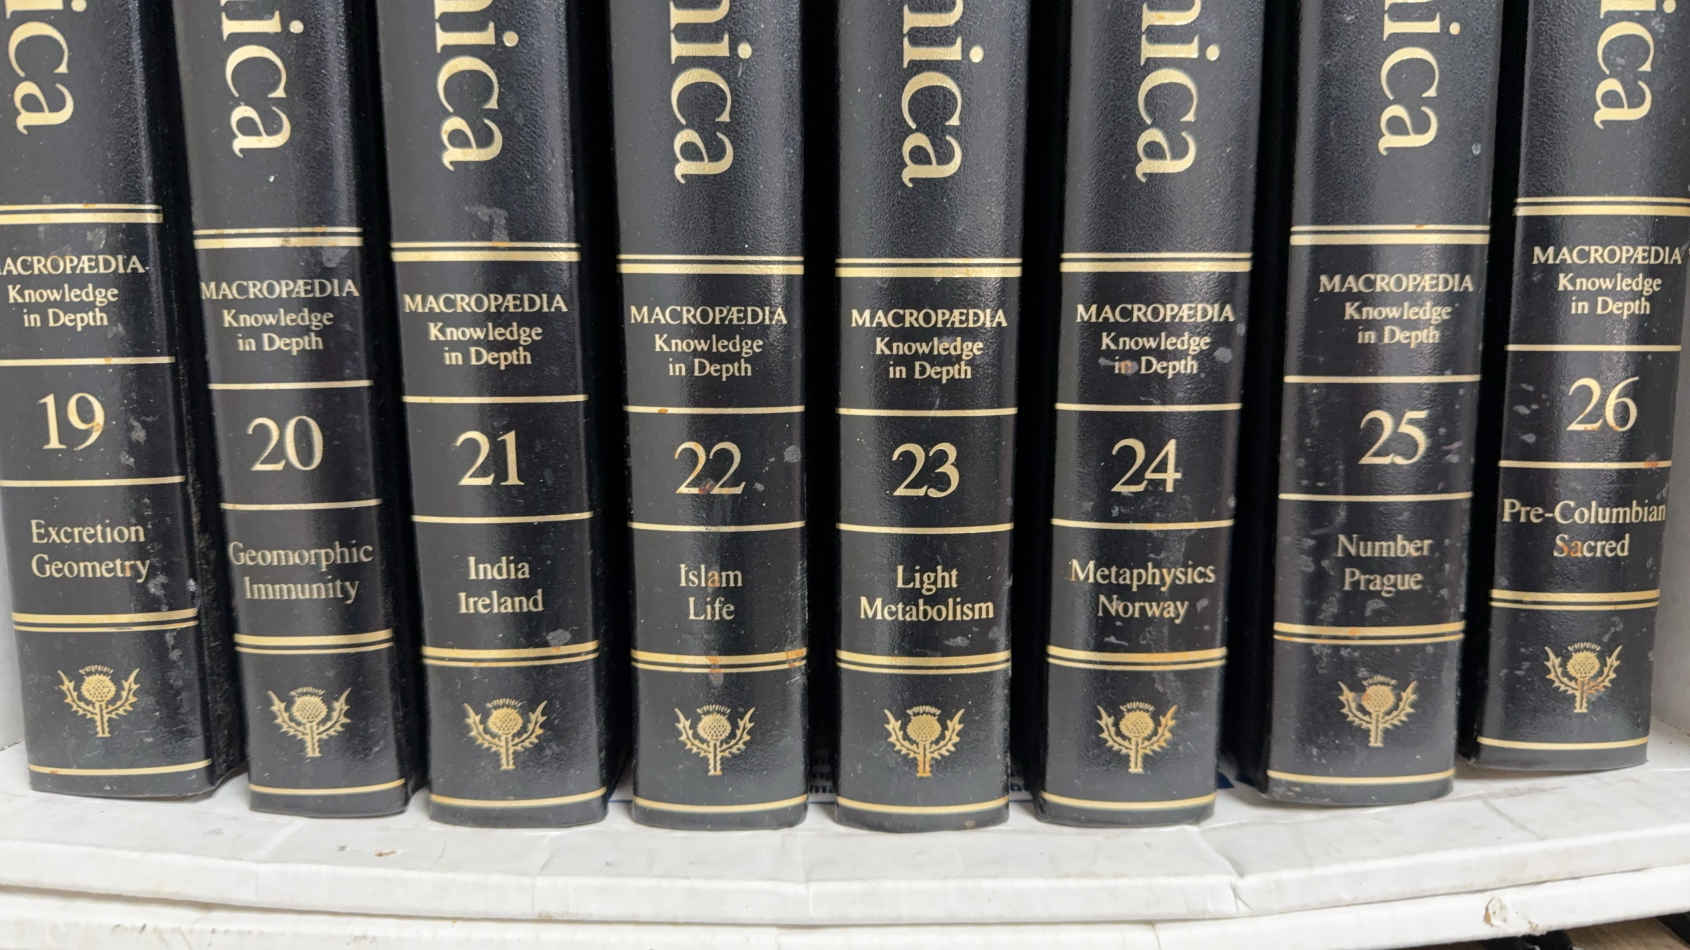 nica
MACROPÆDIA
Knowledge
in Depth
19
Excretion
Geometry
nica
MACROPÆDIA
Knowledge
in Depth
20
Geomorphic
Immunity
nica
MACROPÆDIA
Knowledge
in Depth
21
India
Ireland
nica
MACROPÆDIA
Knowledge
in Depth
22
Islam
Life
nica
MACROPÆDIA
Knowledge
in Depth
23
Light
Metabolism
nica
MACROPÆDIA
Knowledge
in Depth
24
Metaphysics
Norway
nica
MACROPÆDIA
Knowledge
in Depth
25
Number
Prague
nica
MACROPÆDIA
Knowledge
in Depth
26
Pre-Columbian
Sacred